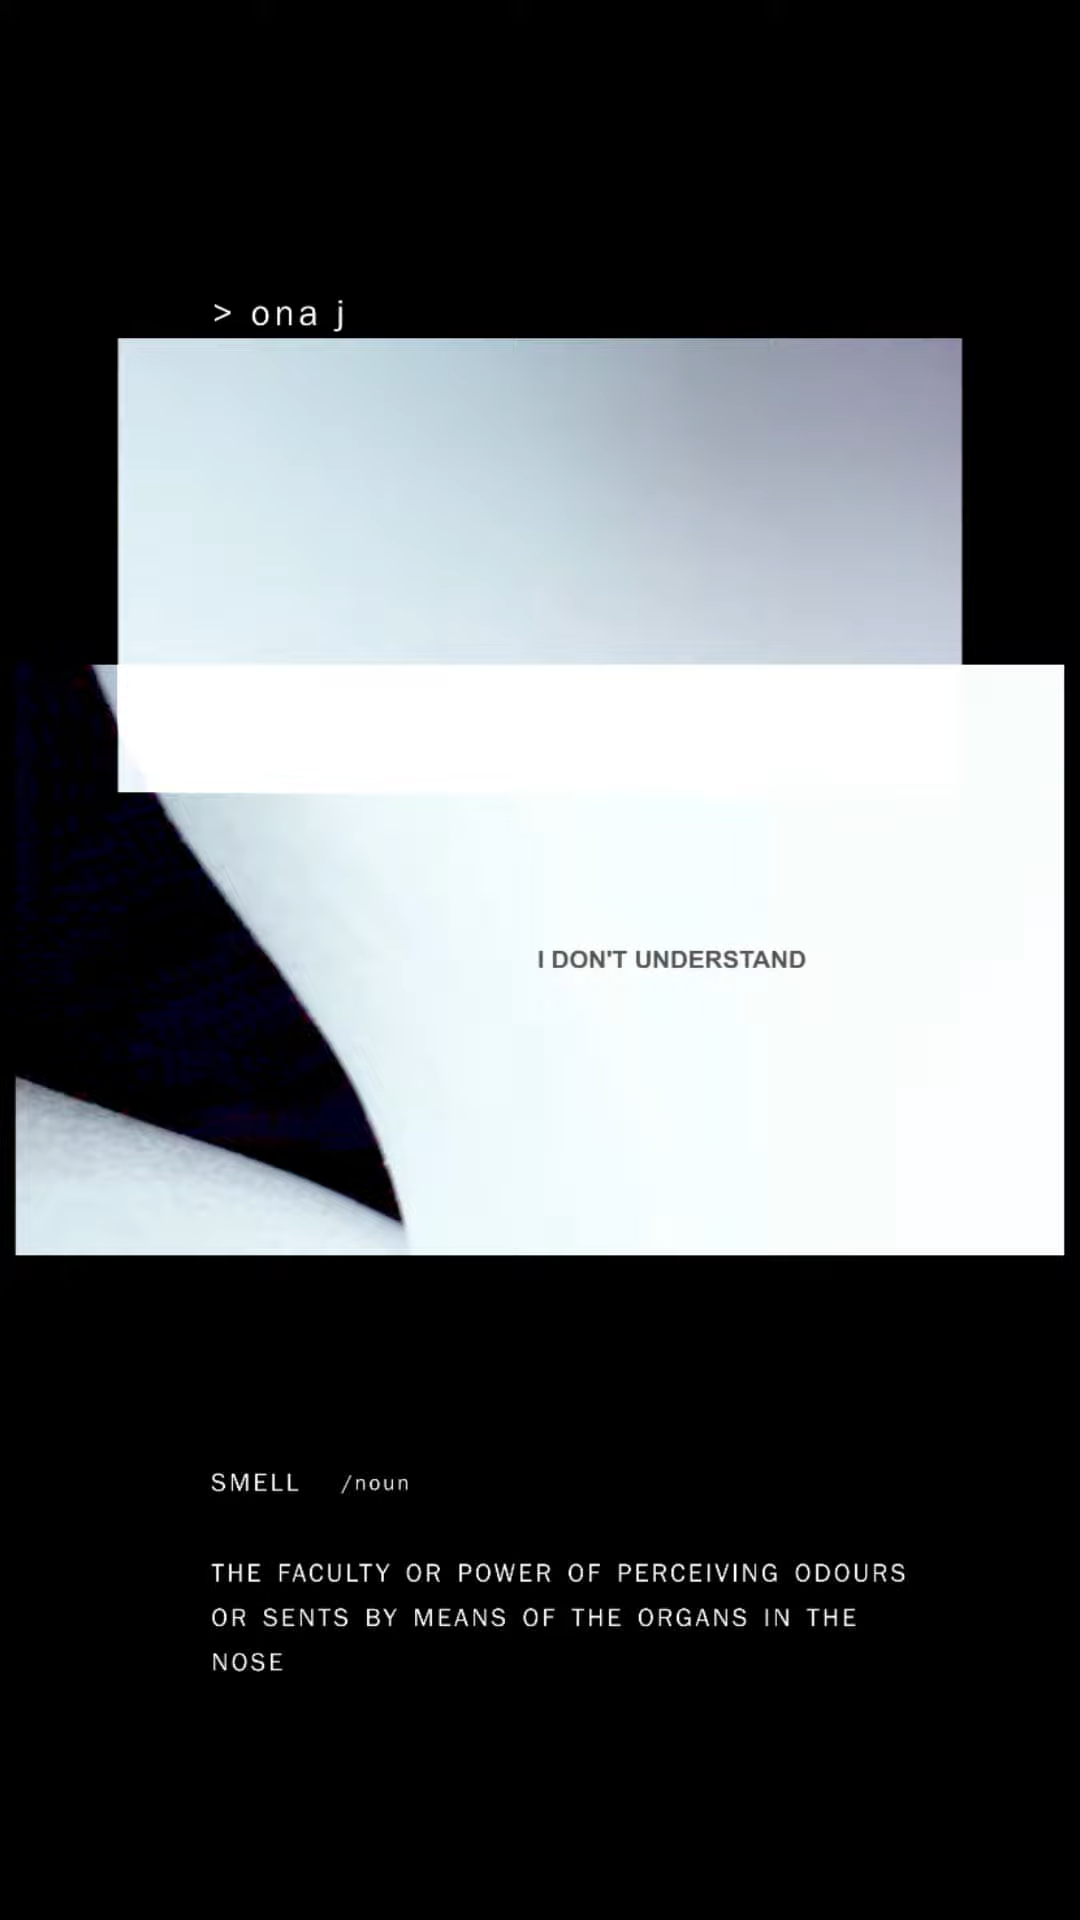 > ona j
I DON'T UNDERSTAND
SMELL /noun
THE FACULTY OR POWER OF PERCEIVING ODOURS
OR SENTS BY MEANS OF THE ORGANS IN THE
NOSE